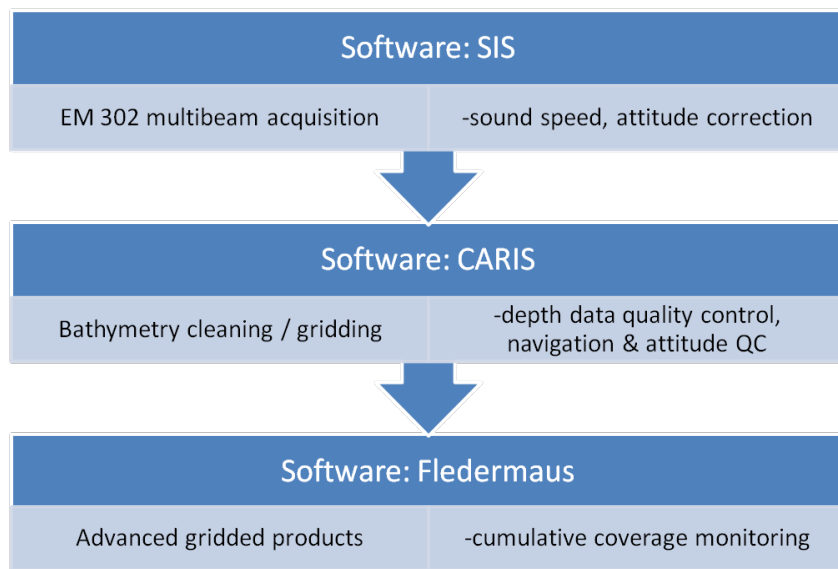 Software: SIS
EM 302 multibeam acquisition
-sound speed, attitude correction
Software: CARIS
Bathymetry cleaning / gridding
-depth data quality control,
navigation & attitude QC
Software: Fledermaus
Advanced gridded products
-cumulative coverage monitoring